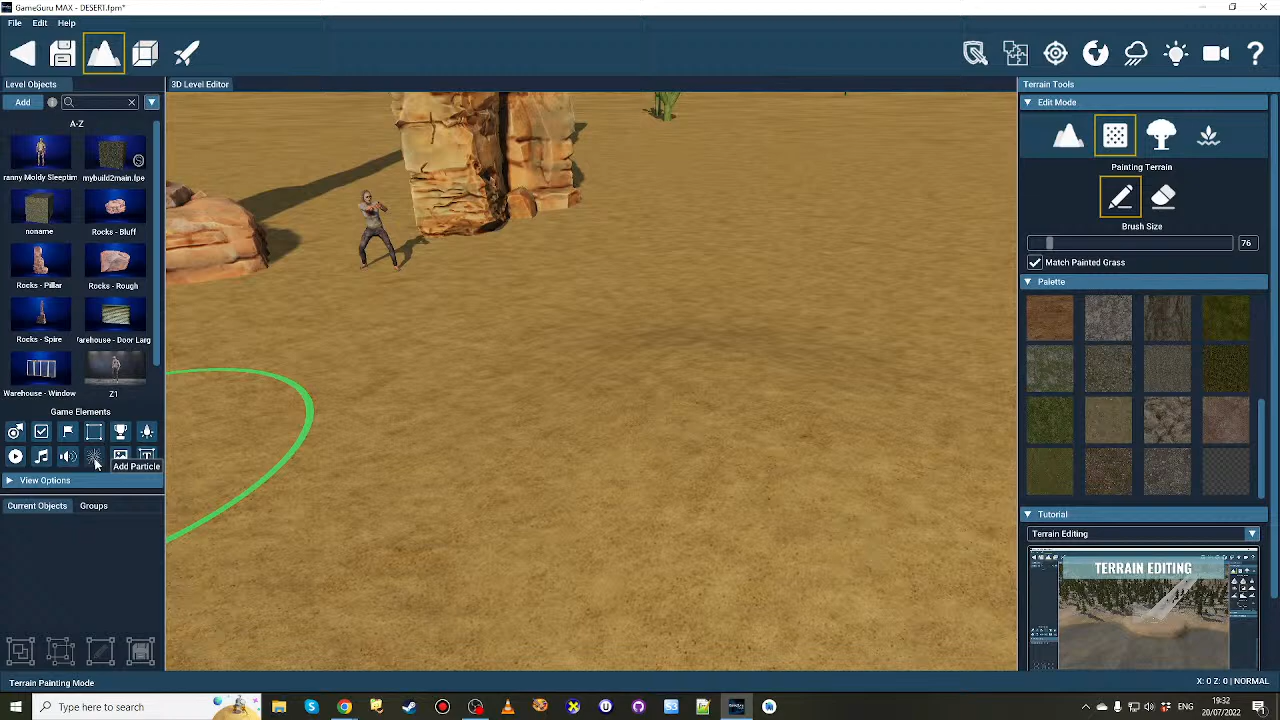 GameGuru MAX - DESERT.fpm*
File Edit Help
Level Objects
3D Level Editor
Terrain Tools
Add
Edit Mode
A-Z
ranny Moldy Sleeptim
mybuild2main.fpe
S
Painting Terrain
noname
Rocks - Bluff
Brush Size
76
Match Painted Grass
Rocks - Pillar
Rocks - Rough
Palette
Rocks - Spire
Warehouse - Door Larg
Warehouse - Window
Z1
Game Elements
Add Particle
View Options
Current Objects Groups
Tutorial
Terrain Editing
TERRAIN EDITING
Terrain Painting Mode
X: 0 Z: 0 | NORMAL
Type here to search
19:32
20/07/2022